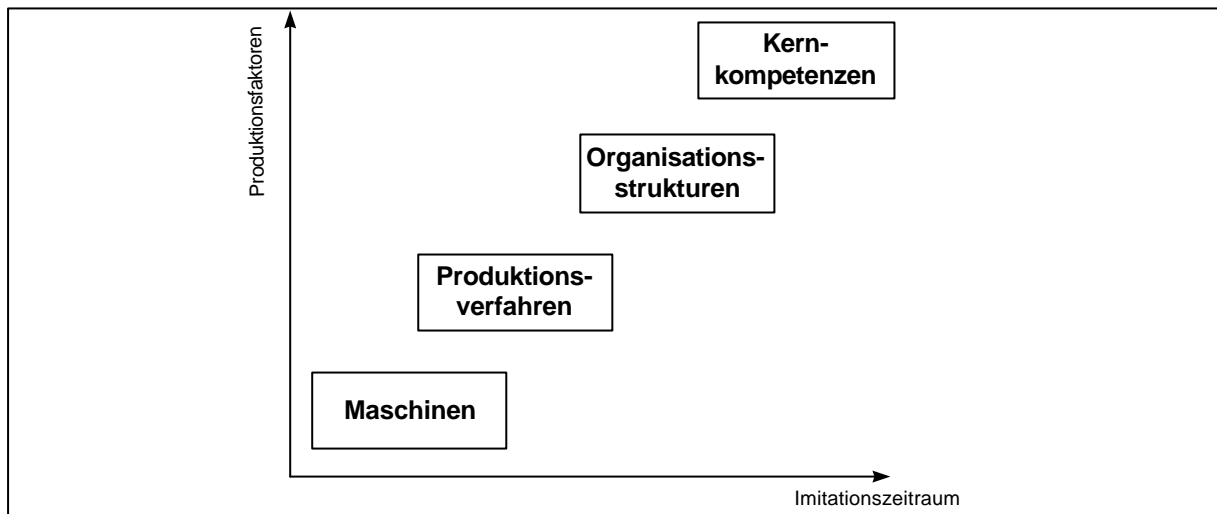 Produktionsfaktoren
Kern-
kompetenzen
Organisations-
strukturen
Produktions-
verfahren
Maschinen
Imitationszeitraum